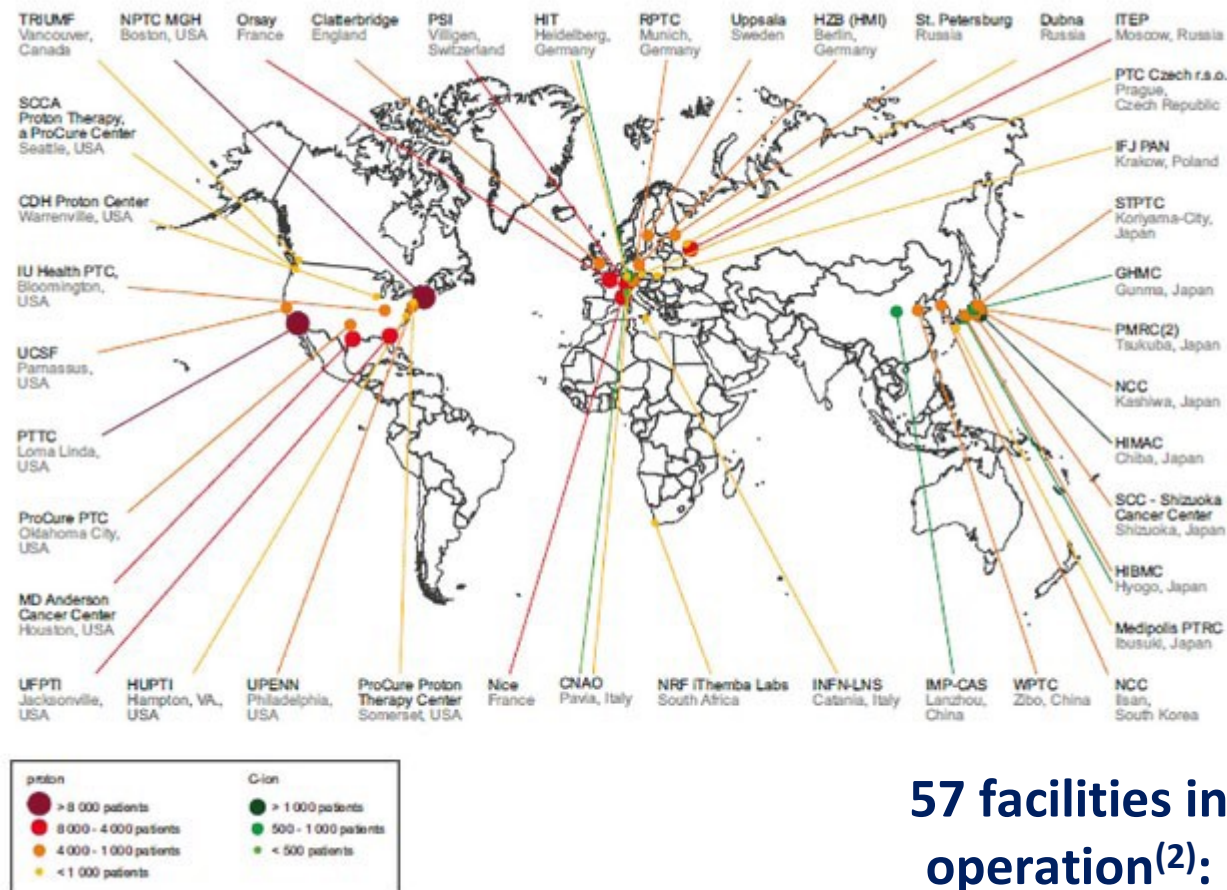 TRIUMF
Vancouver,
Canada
NPTC MGH
Boston, USA
Orsay
France
Clatterbridge
England
PSI
Villigen,
Switzerland
HIT
Heidelberg,
Germany
RPTC
Munich,
Germany
Uppsala
Sweden
HZB (HMI)
Berlin,
Germany
St. Petersburg
Russia
Dubna
Russia
ITEP
Moscow, Russia
PTC Czech r.s.o.
Prague,
Czech Republic
IFJ PAN
Krakow, Poland
STPTC
Koriyama-City,
Japan
GHMC
Gunma, Japan
PMRC(2)
Tsukuba, Japan
NCC
Kashiwa, Japan
HIMAC
Chiba, Japan
SCC - Shizuoka
Cancer Center
Shizuoka, Japan
HIBMC
Hyogo, Japan
Medipolis PTRC
Ibusuki, Japan
SCCA
Proton Therapy,
a ProCure Center
Seattle, USA
CDH Proton Center
Warrenville, USA
IU Health PTC,
Bloomington,
USA
UCSF
Parnassus,
USA
PTTC
Loma Linda,
USA
ProCure PTC
Oklahoma City,
USA
MD Anderson
Cancer Center
Houston, USA
UFPTI
Jacksonville,
USA
HUPTI
Hampton, VA.,
USA
UPENN
Philadelphia,
USA
ProCure Proton
Therapy Center
Somerset, USA
Nice
France
CNAO
Pavia, Italy
NRF iThemba Labs
South Africa
INFN-LNS
Catania, Italy
IMP-CAS
Lanzhou,
China
WPTC
Zibo, China
NCC
Ilsan,
South Korea
proton
> 8 000 patients
8 000 - 4 000 patients
4 000 - 1 000 patients
< 1 000 patients
C-ion
> 1 000 patients
500 - 1 000 patients
< 500 patients
57 facilities in
operation(2):